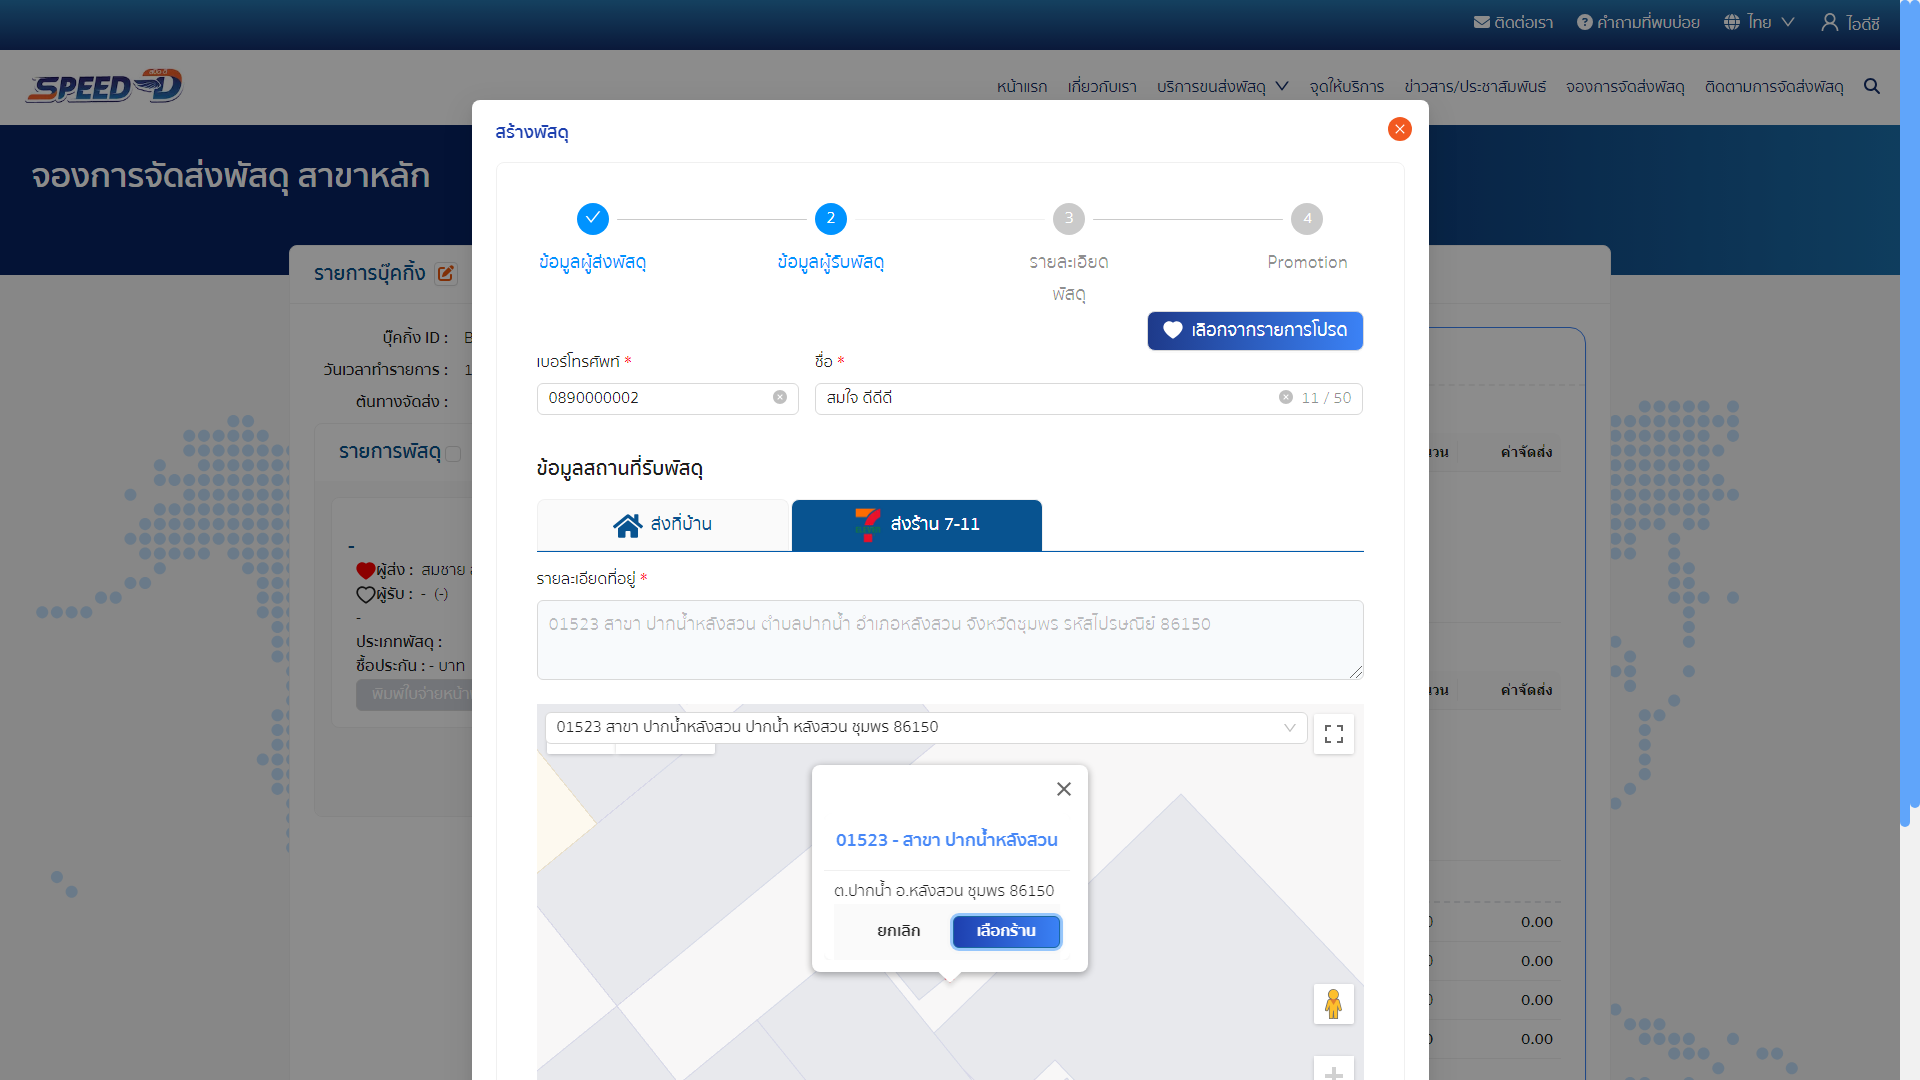 ติดต่อเรา
คำถามที่พบบ่อย
ไทย
ไอดีซี
สปีด ดี
SPEED-D
หน้าแรก
เกี่ยวกับเรา
บริการขนส่งพัสดุ
จุดให้บริการ
ข่าวสาร/ประชาสัมพันธ์
จองการจัดส่งพัสดุ
ติดตามการจัดส่งพัสดุ
จองการจัดส่งพัสดุ สาขาหลัก
รายการบุ๊คกิ้ง
บุ๊คกิ้ง ID :
วันเวลาทำรายการ : 1
ต้นทางจัดส่ง :
รายการพัสดุ
-
ผู้ส่ง : สมชาย
ผู้รับ : - (-)
-
ประเภทพัสดุ :
ซื้อประกัน : - บาท
พิมพ์ใบจ่ายหน้า
สร้างพัสดุ
2
3
4
ข้อมูลผู้ส่งพัสดุ
ข้อมูลผู้รับพัสดุ
รายละเอียด
พัสดุ
Promotion
เลือกจากรายการโปรด
เบอร์โทรศัพท์ *
ชื่อ *
0890000002
สมใจ ดีดีดี
11 / 50
ข้อมูลสถานที่รับพัสดุ
ส่งที่บ้าน
ส่งร้าน 7-11
รายละเอียดที่อยู่ *
01523 สาขา ปากน้ำหลังสวน ตำบลปากน้ำ อำเภอหลังสวน จังหวัดชุมพร รหัสไปรษณีย์ 86150
01523 สาขา ปากน้ำหลังสวน ปากน้ำ หลังสวน ชุมพร 86150
01523 - สาขา ปากน้ำหลังสวน
ต.ปากน้ำ อ.หลังสวน ชุมพร 86150
ยกเลิก
เลือกร้าน
ค่าจัดส่ง
ค่าจัดส่ง
0.00
0.00
0.00
0.00